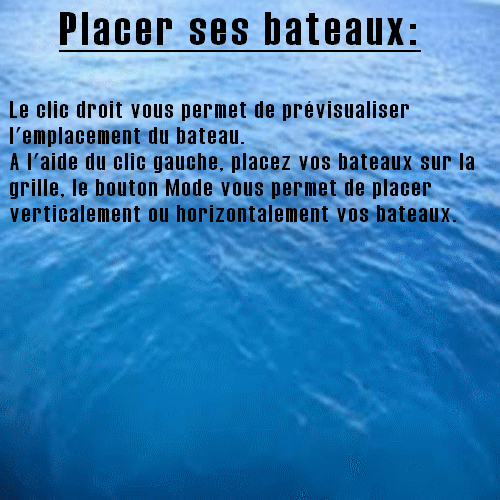 Placer ses bateaux:
Le clic droit vous permet de prévisualiser
l'emplacement du bateau.
A l'aide du clic gauche, placez vos bateaux sur la
grille, le bouton Mode vous permet de placer
verticalement ou horizontalement vos bateaux.